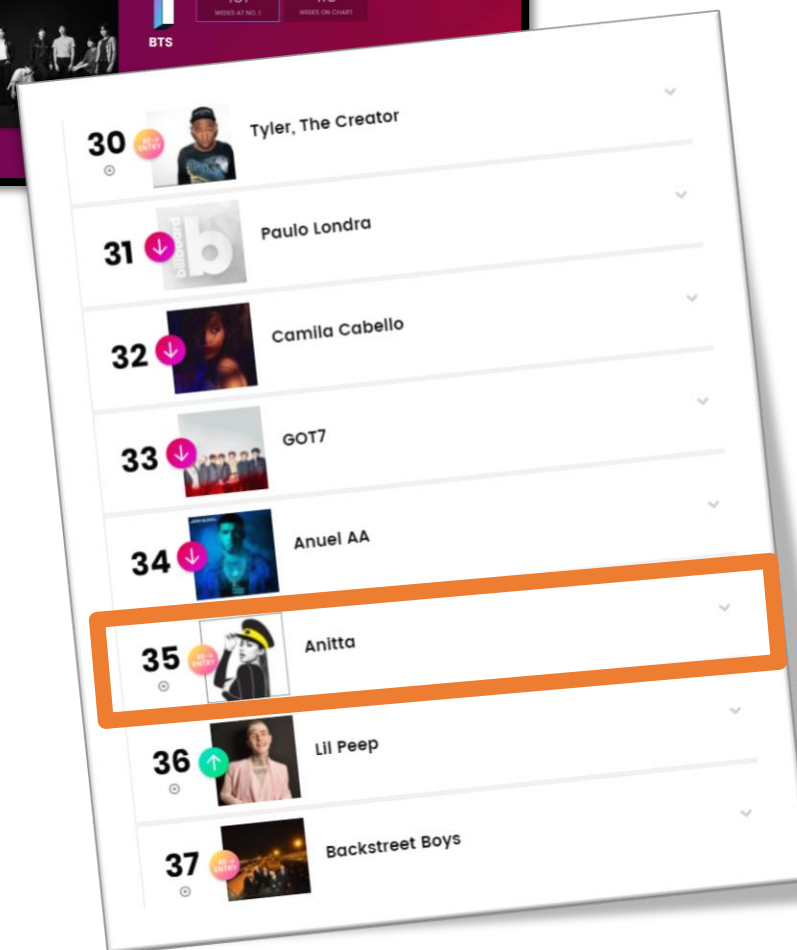 WEEKS AT NO. 1
WEEKS ON CHART
BTS
30
RE-
ENTRY
Tyler, The Creator
31
billboard
b
Paulo Londra
32
Camila Cabello
33
GOT7
34
Anuel AA
35
RE-
ENTRY
Anitta
36
Lil Peep
37
RE-
ENTRY
Backstreet Boys